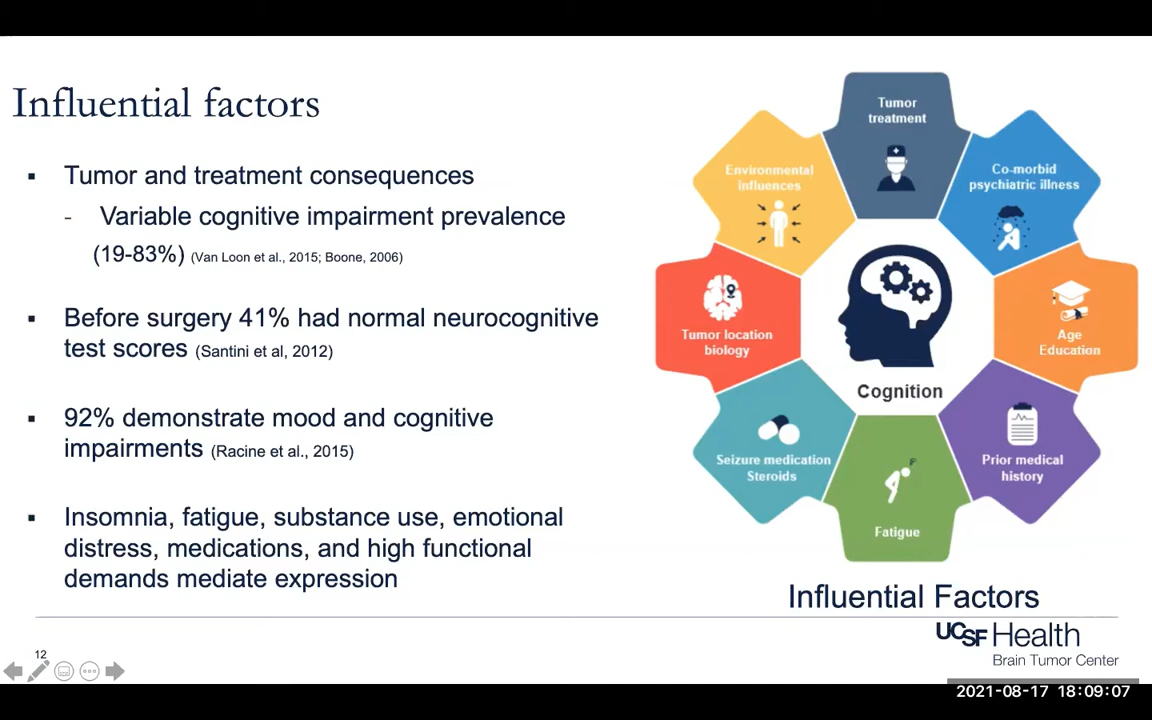 Influential factors
▪ Tumor and treatment consequences
- Variable cognitive impairment prevalence
(19-83%) (Van Loon et al., 2015; Boone, 2006)
▪ Before surgery 41% had normal neurocognitive
test scores (Santini et al, 2012)
▪ 92% demonstrate mood and cognitive
impairments (Racine et al., 2015)
▪ Insomnia, fatigue, substance use, emotional
distress, medications, and high functional
demands mediate expression
Tumor
treatment
Co-morbid
psychiatric illness
Age
Education
Prior medical
history
Fatigue
Seizure medication
Steroids
Tumor location
biology
Environmental
influences
Cognition
Influential Factors
UCSF Health
Brain Tumor Center
12
2021-08-17 18:09:07